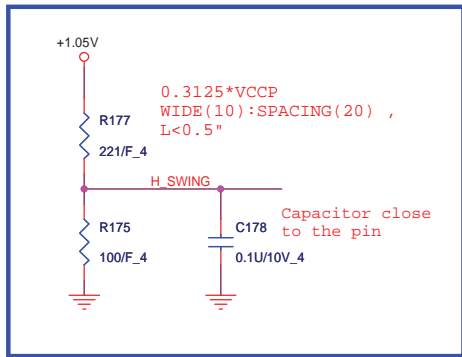 +1.05V
0.3125*VCCP
WIDE(10):SPACING(20) ,
L<0.5"
R177
221/F_4
H_SWING
R175
100/F_4
C178
0.1U/10V_4
Capacitor close
to the pin